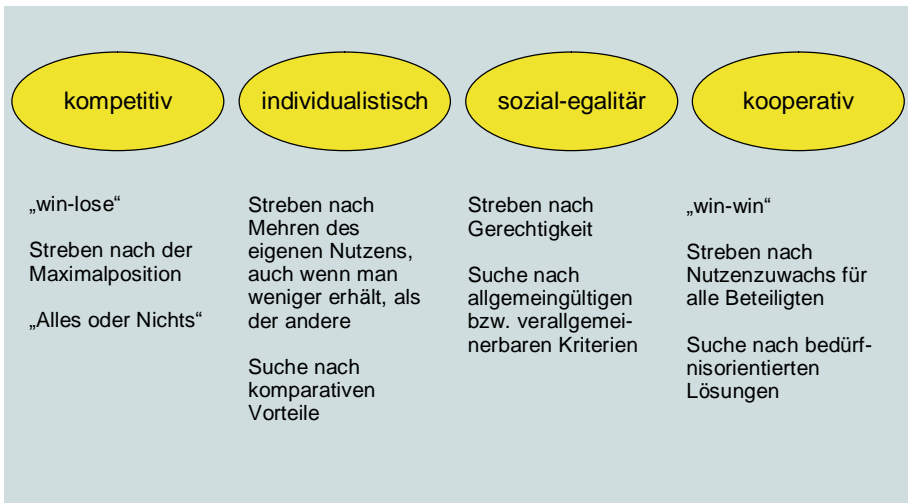 kompetitiv
individualistisch
sozial-egalitär
kooperativ
„win-lose“
Streben nach der
Maximalposition
„Alles oder Nichts“
Streben nach
Mehren des
eigenen Nutzens,
auch wenn man
weniger erhält, als
der andere
Suche nach
komparativen
Vorteile
Streben nach
Gerechtigkeit
Suche nach
allgemeingültigen
bzw. verallgemei-
nerbaren Kriterien
„win-win“
Streben nach
Nutzenzuwachs für
alle Beteiligten
Suche nach bedürf-
nisorientierten
Lösungen